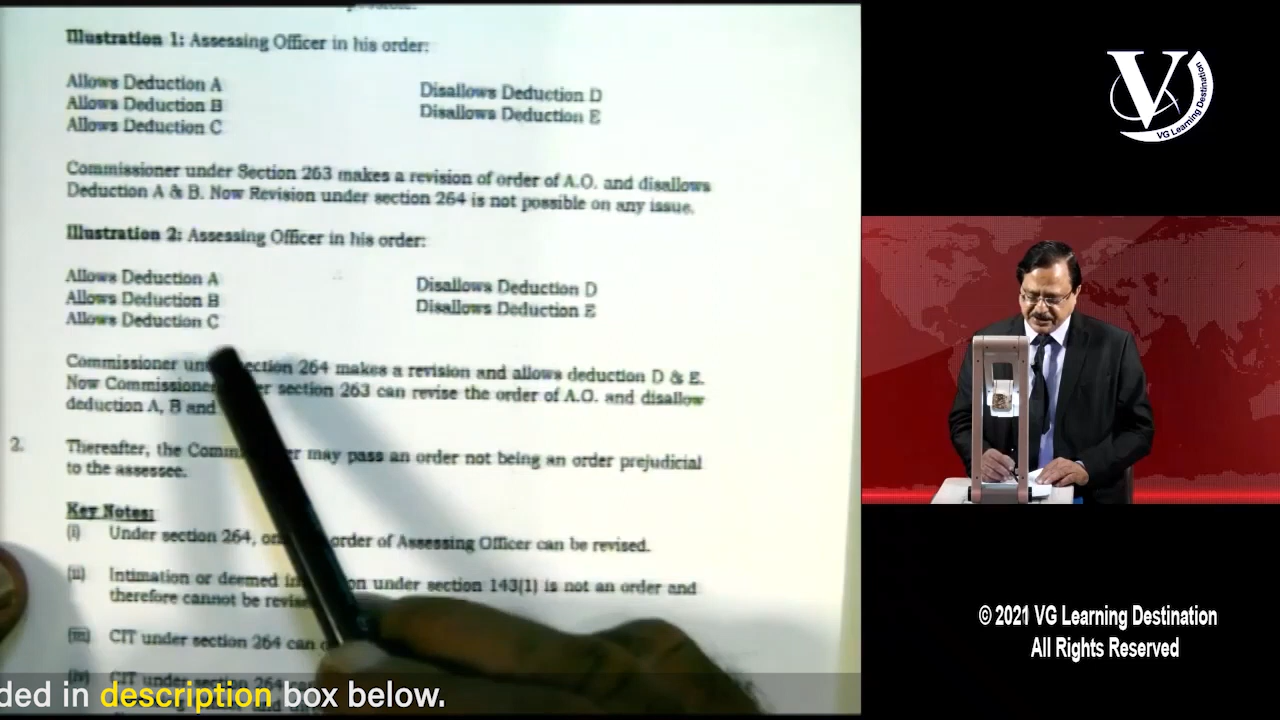 Illustration 1: Assessing Officer in his order:
Allows Deduction A
Allows Deduction B
Allows Deduction C
Disallows Deduction D
Disallows Deduction E
Commissioner under Section 263 makes a revision of order of A.O. and disallows
Deduction A & B. Now Revision under section 264 is not possible on any issue.
Illustration 2: Assessing Officer in his order:
Allows Deduction A
Allows Deduction B
Allows Deduction C
Disallows Deduction D
Disallows Deduction E
Commissioner section 264 makes a revision and allows deduction D & E.
Now Commissioner section 263 can revise the order of A.O. and disallow
deduction A, B and
2. Thereafter, the may pass an order not being an order prejudicial
to the assessee.
Key Notes:
(i) Under section 264, order of Assessing Officer can be revised.
(ii) Intimation or deemed under section 143(1) is not an order and
therefore cannot be
(iii) CIT under section 264 can
(iv) CIT under section 264
ded in description box below.
V
VG Learning Destination
© 2021 VG Learning Destination
All Rights Reserved